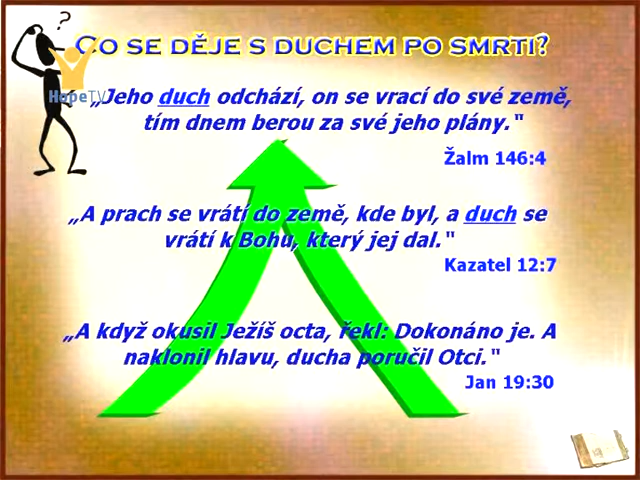 ?
Co se děje s duchem po smrti?
HopeTV
„Jeho duch odchází, on se vrací do své země,
tím dnem berou za své jeho plány."
Žalm 146:4
„A prach se vrátí do země, kde byl, a duch se
vrátí k Bohu, který jej dal."
Kazatel 12:7
„A když okusil Ježíš octa, řekl: Dokonáno je. A
naklonil hlavu, ducha poručil Otci."
Jan 19:30